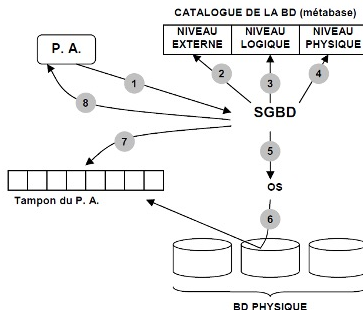 CATALOGUE DE LA BD (métabase)
NIVEAU EXTERNE
NIVEAU LOGIQUE
NIVEAU PHYSIQUE
P. A.
1
2
3
4
8
SGBD
7
5
Tampon du P. A.
OS
6
BD PHYSIQUE